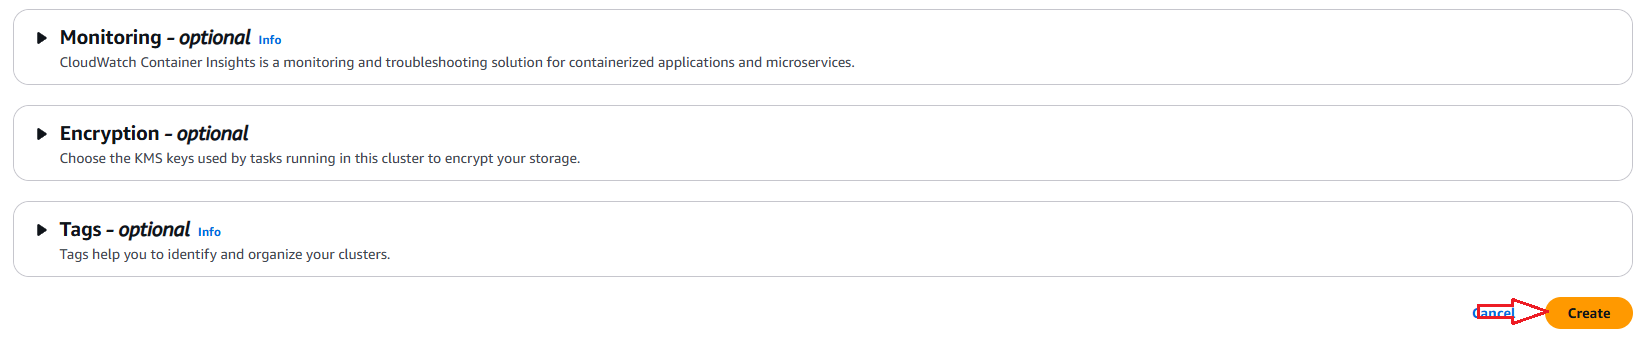 Monitoring - optional Info
CloudWatch Container Insights is a monitoring and troubleshooting solution for containerized applications and microservices.
Encryption - optional
Choose the KMS keys used by tasks running in this cluster to encrypt your storage.
Tags - optional Info
Tags help you to identify and organize your clusters.
Cancel Create